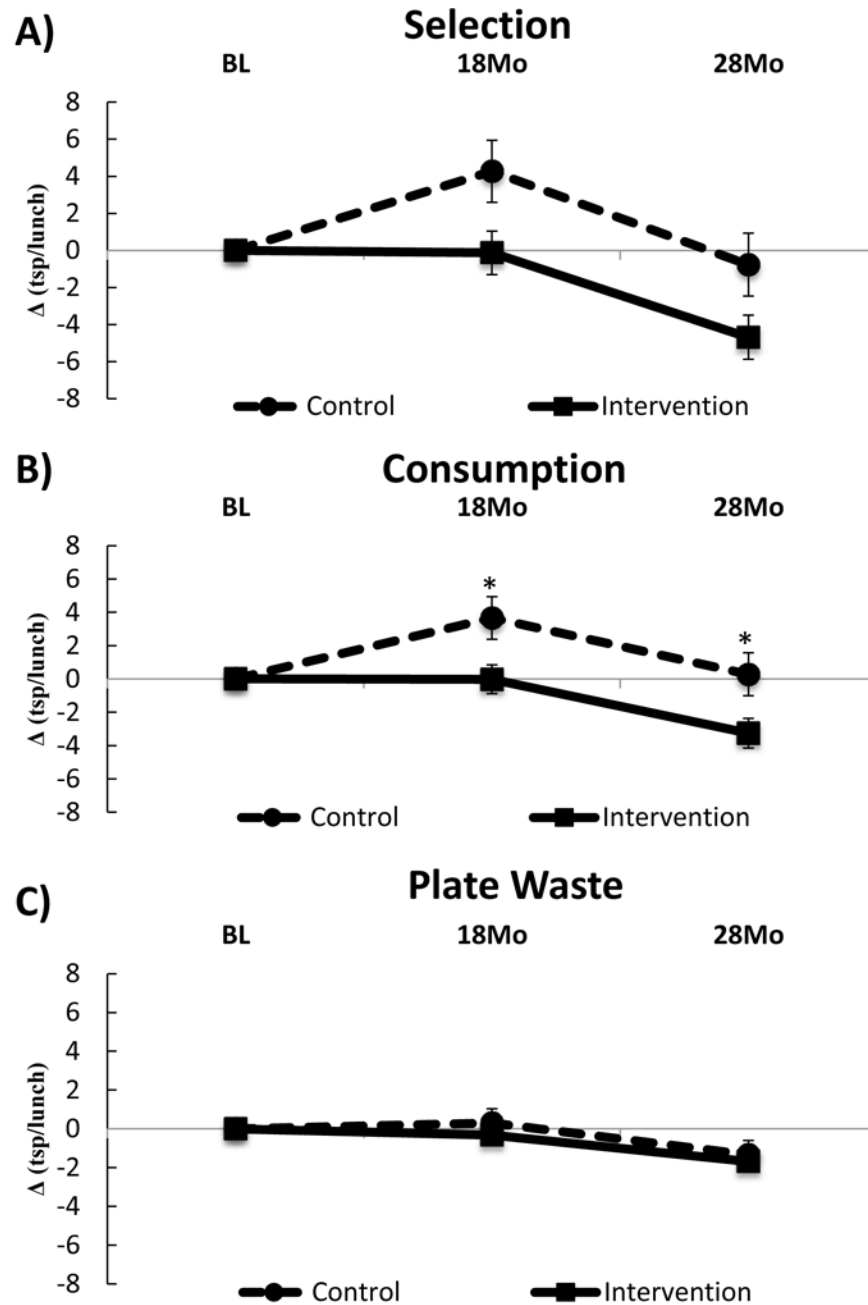 A)
Selection
BL 18Mo 28Mo
8
6
4
2
0
-2
-4
-6
-8
Δ (tsp/lunch)
Control Intervention
B)
Consumption
BL 18Mo 28Mo
8
6
4
2
0
-2
-4
-6
-8
Δ (tsp/lunch)
* *
Control Intervention
C)
Plate Waste
BL 18Mo 28Mo
8
6
4
2
0
-2
-4
-6
-8
Δ (tsp/lunch)
Control Intervention